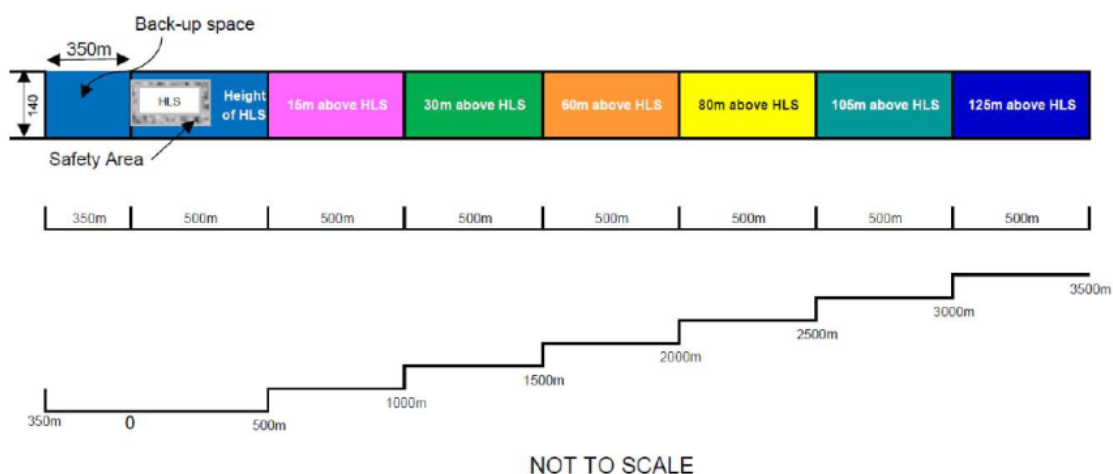 Back-up space
350m
140
HLS
Height
of HLS
15m above HLS
30m above HLS
60m above HLS
80m above HLS
105m above HLS
125m above HLS
Safety Area
350m
500m
500m
500m
500m
500m
500m
500m
3500m
3000m
2500m
2000m
1500m
1000m
350m
0
500m
NOT TO SCALE